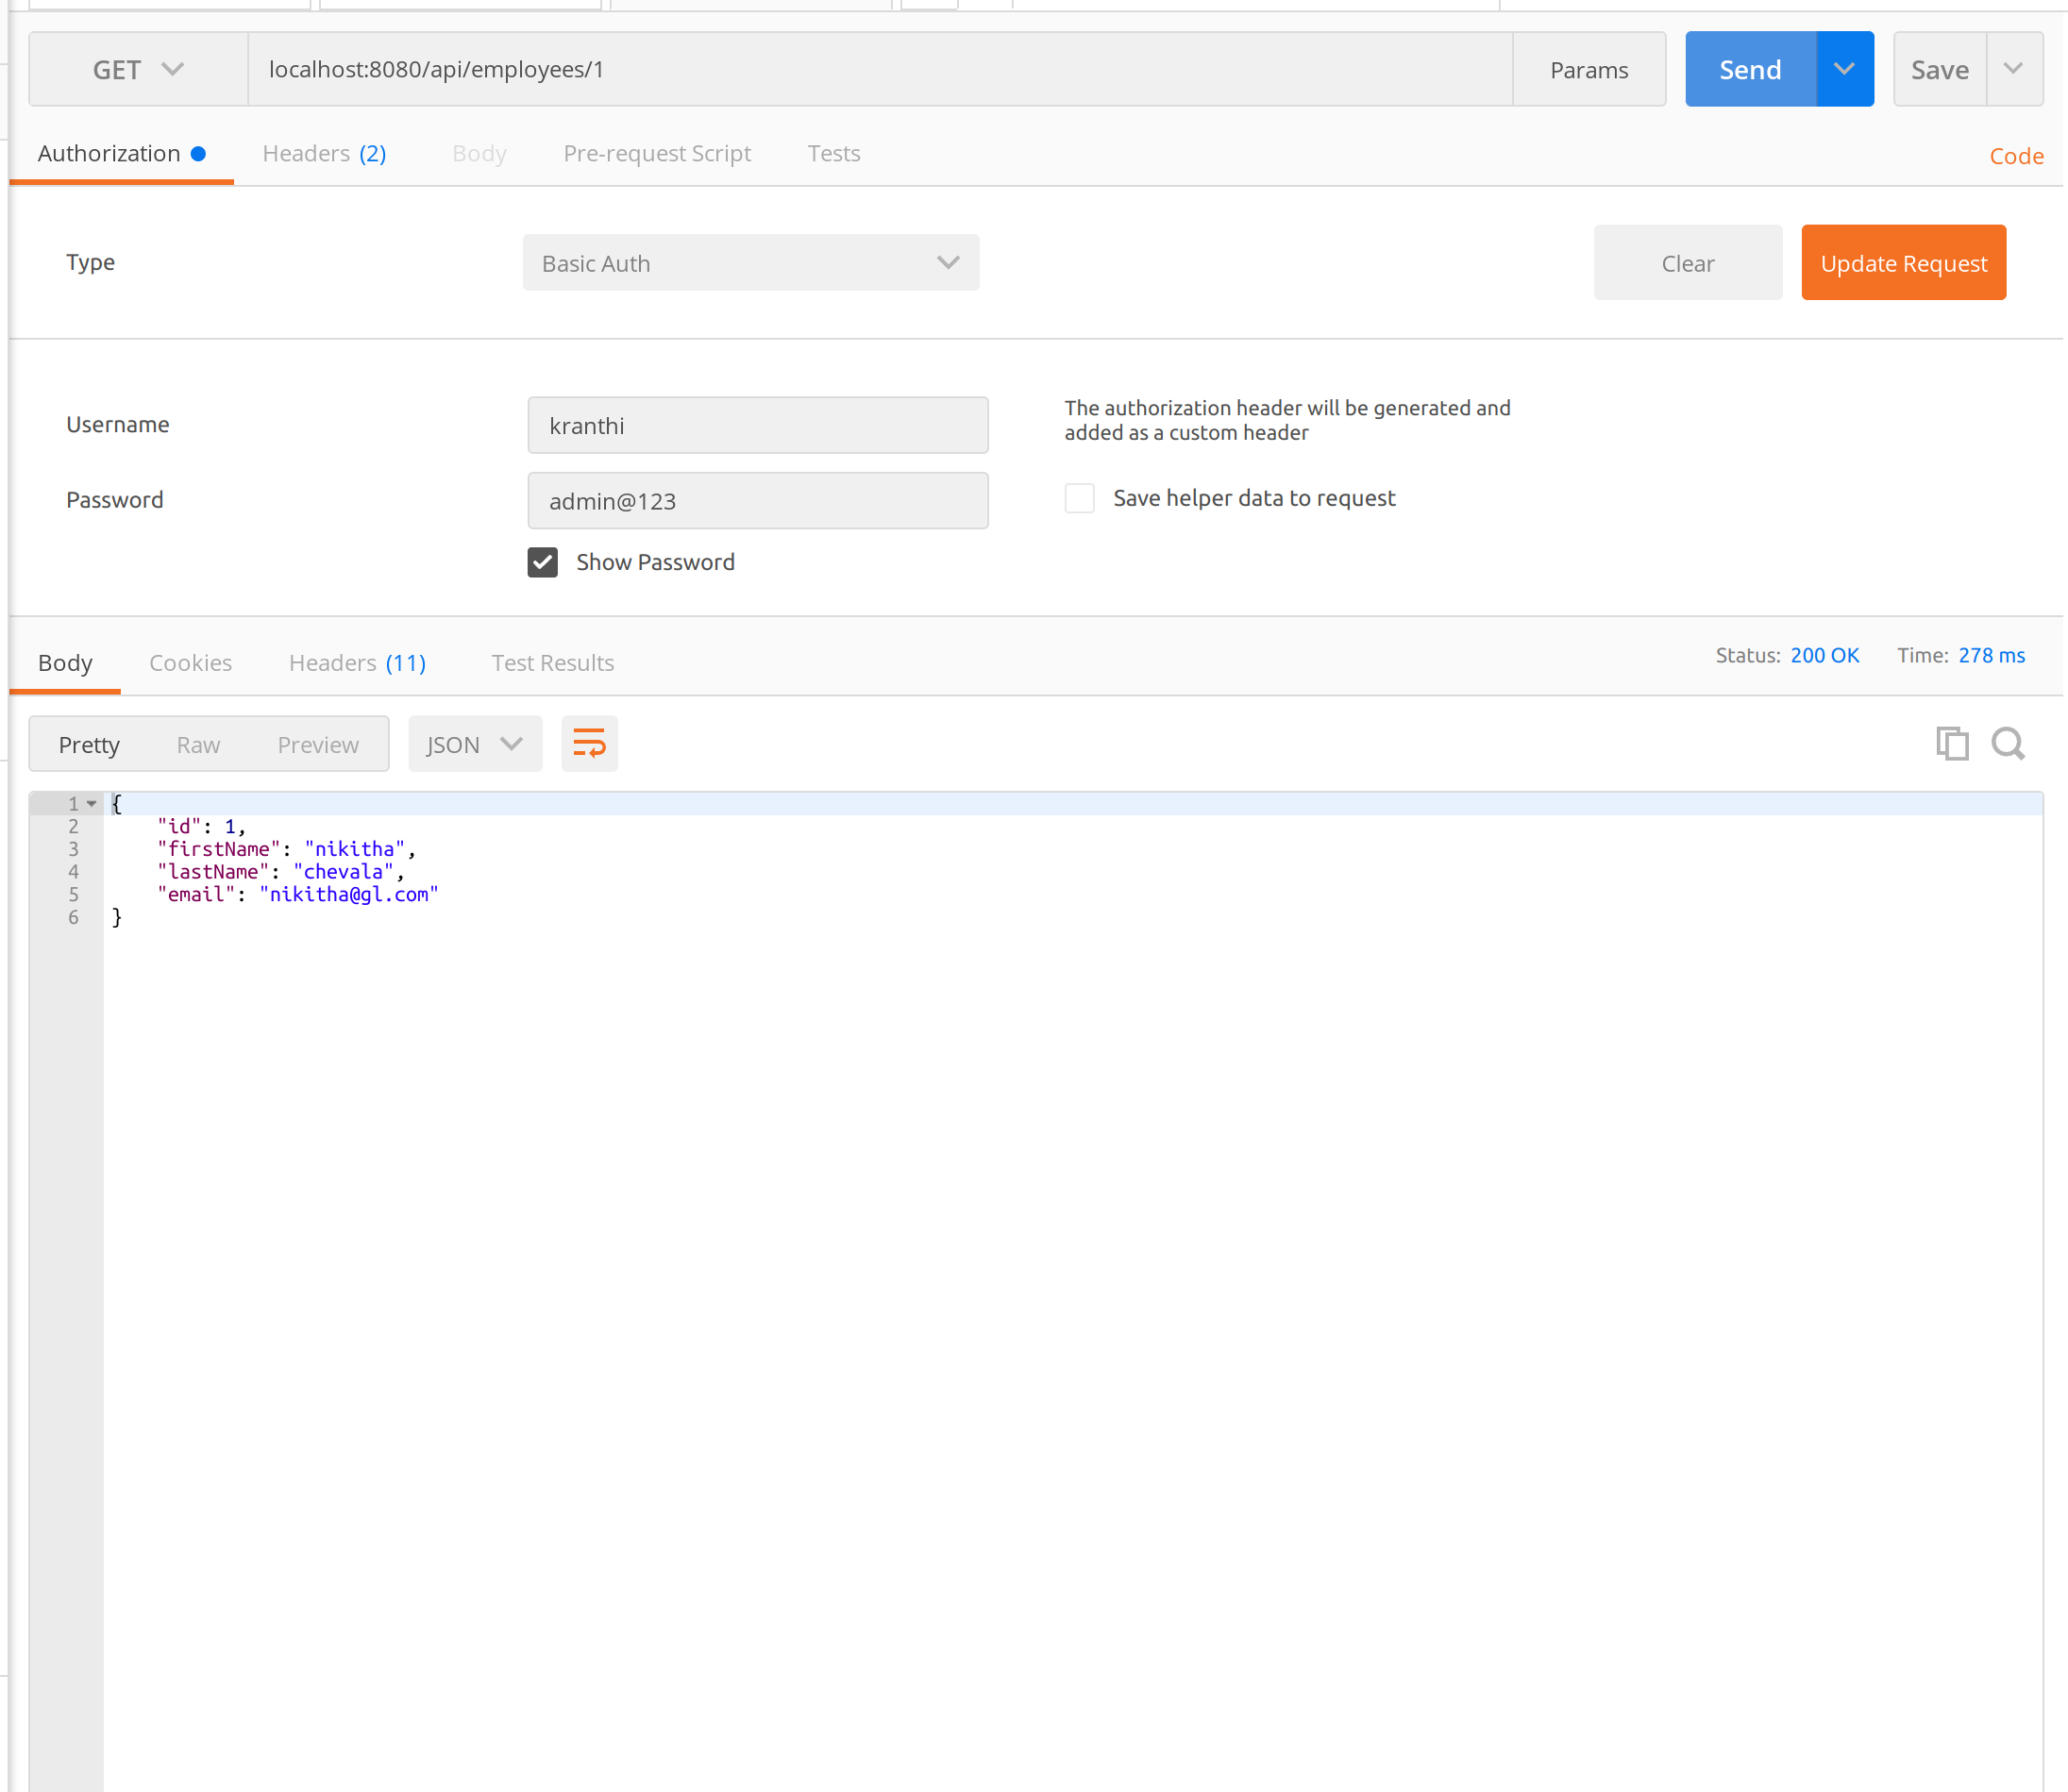 GET localhost:8080/api/employees/1 Params Send Save
Authorization Headers (2) Body Pre-request Script Tests Code
Type Basic Auth Clear Update Request
Username kranthi
The authorization header will be generated and
added as a custom header
Password admin@123 Save helper data to request
Show Password
Body Cookies Headers (11) Test Results Status: 200 OK Time: 278 ms
Pretty Raw Preview JSON
1 {
2 "id": 1,
3 "firstName": "nikitha",
4 "lastName": "chevala",
5 "email": "nikitha@gl.com"
6 }